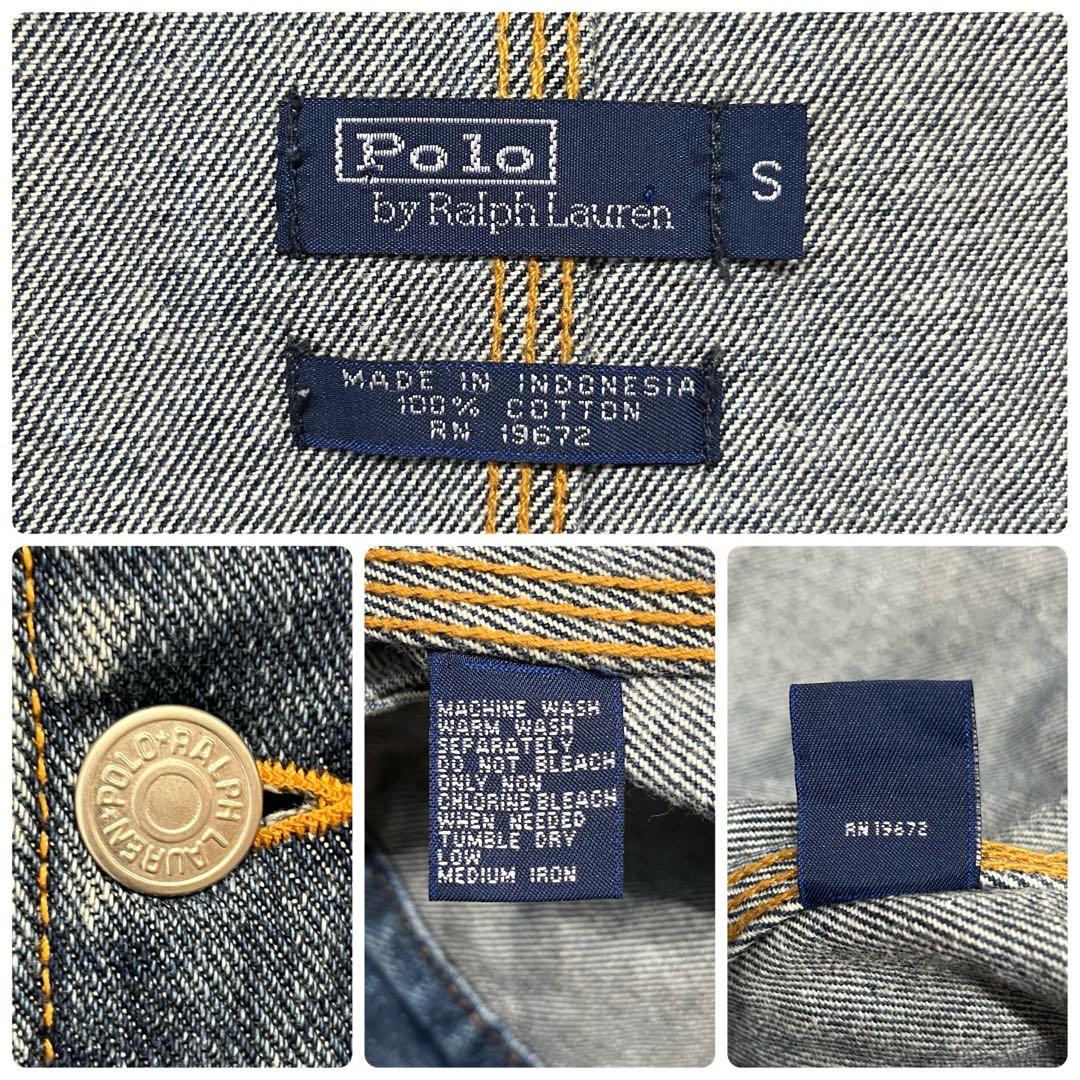 Polo
by Ralph Lauren
S
MADE IN INDONESIA
100% COTTON
RN 19672
POLO★RALPH LAUREN★
MACHINE WASH
WARM WASH
SEPARATELY
DO NOT BLEACH
ONLY NON
CHLORINE BLEACH
WHEN NEEDED
TUMBLE DRY
LOW
MEDIUM IRON
RN 19672